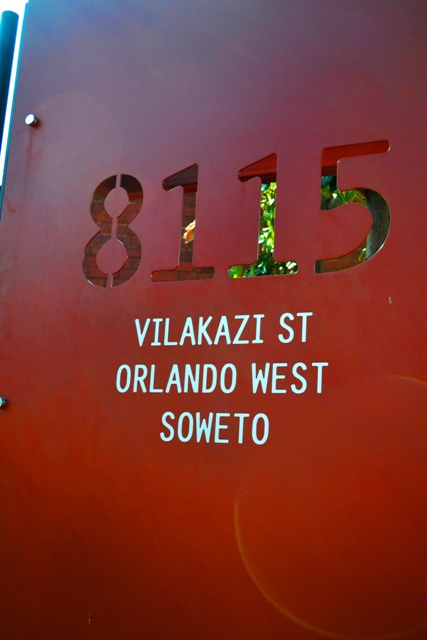 8115
VILAKAZI ST
ORLANDO WEST
SOWETO